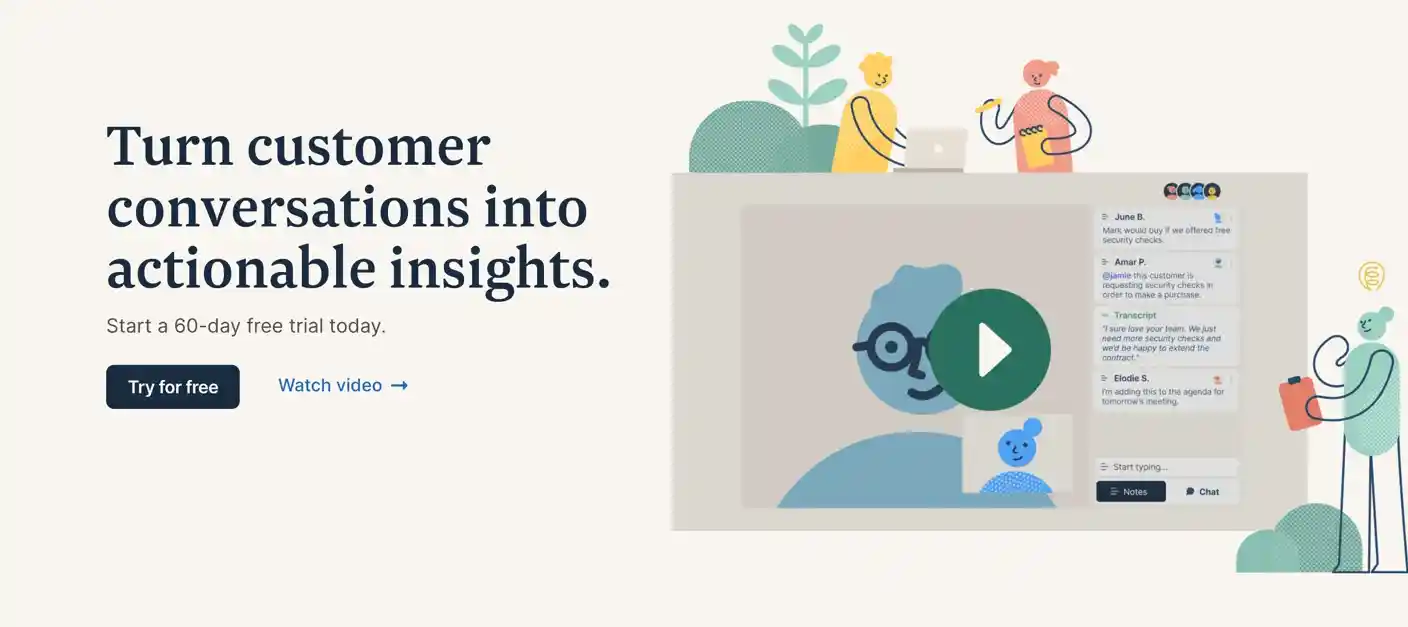 Turn customer
conversations into
actionable insights.
Start a 60-day free trial today.
Try for free
Watch video →
June B.
Mark would buy if we offered free
security checks.
Amar P.
@jamie this customer is
requesting security checks in
order to make a purchase.
Transcript
"I sure love your team. We just
need more security checks and
we'd be happy to extend the
contract."
Elodie S.
I'm adding this to the agenda for
tomorrow's meeting.
Start typing...
Notes
Chat